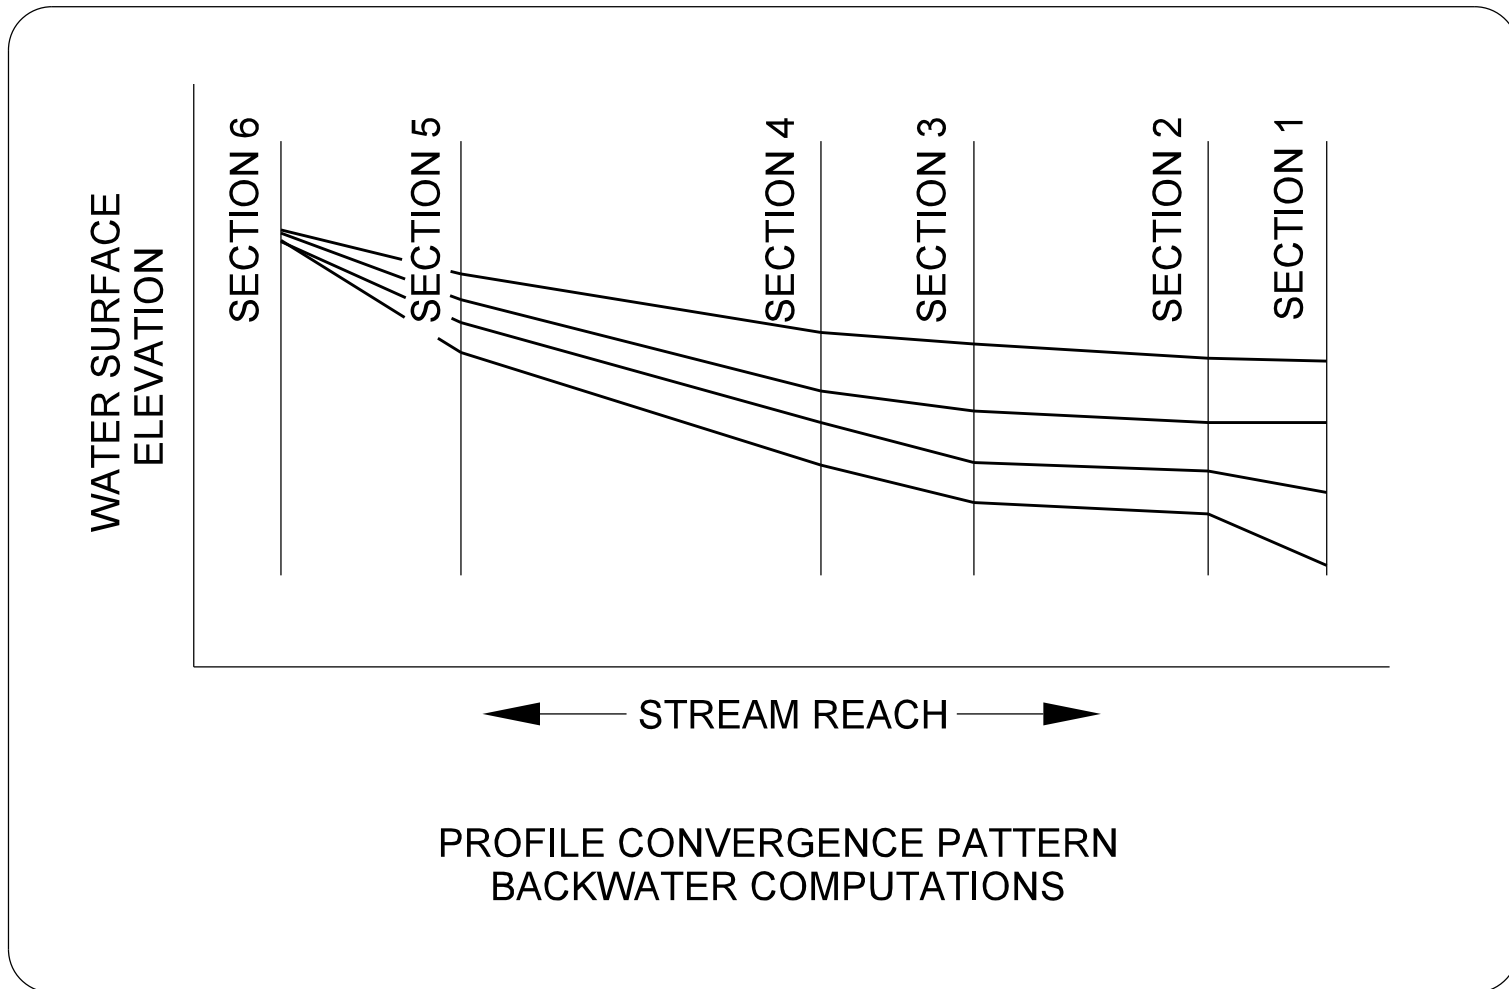 SECTION 6
SECTION 5
SECTION 4
SECTION 3
SECTION 2
SECTION 1
WATER SURFACE
ELEVATION
STREAM REACH
PROFILE CONVERGENCE PATTERN
BACKWATER COMPUTATIONS